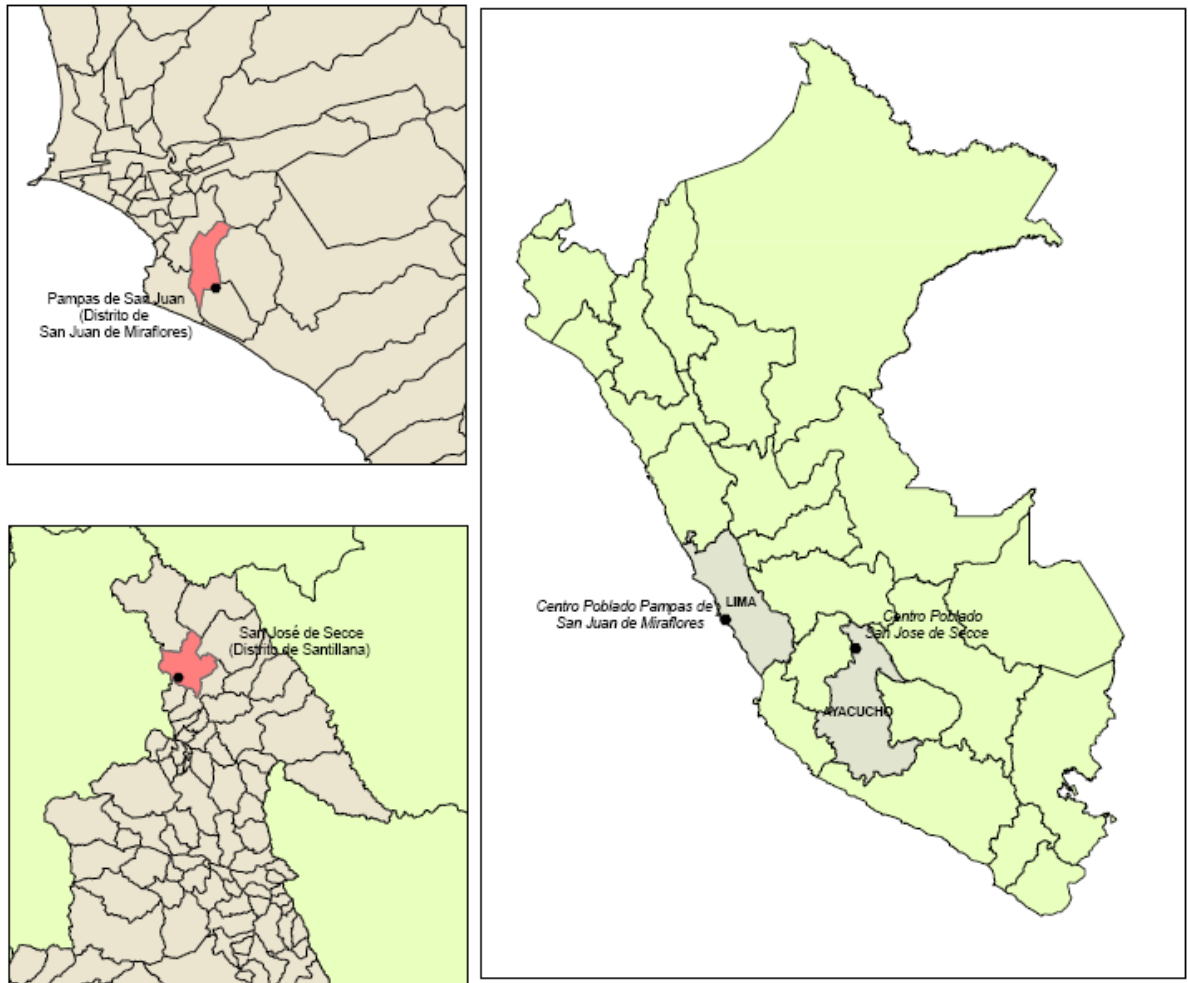 Pampas de San Juan
(Distrito de
San Juan de Miraflores)
San José de Secce
(Distrito de Santillana)
Centro Poblado Pampas de
San Juan de Miraflores
LIMA
Centro Poblado
San Jose de Secce
AYACUCHO